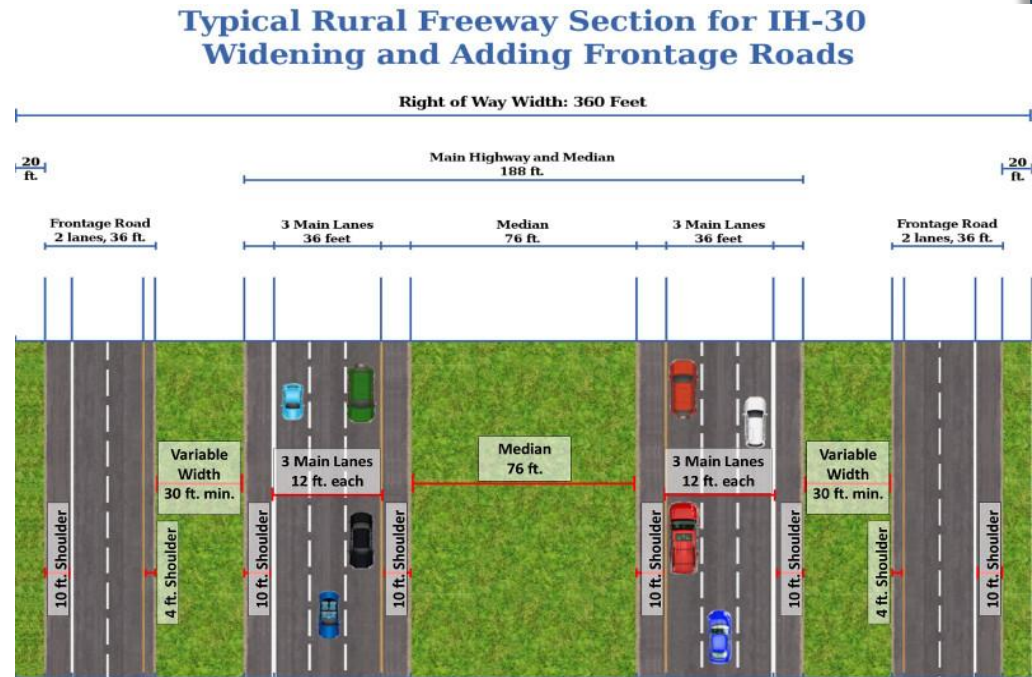 Typical Rural Freeway Section for IH-30
Widening and Adding Frontage Roads
Right of Way Width: 360 Feet
20
ft.
Main Highway and Median
188 ft.
20
ft.
Frontage Road
2 lanes, 36 ft.
3 Main Lanes
36 feet
Median
76 ft.
3 Main Lanes
36 feet
Frontage Road
2 lanes, 36 ft.
Variable
Width
30 ft. min.
3 Main Lanes
12 ft. each
Median
76 ft.
3 Main Lanes
12 ft. each
Variable
Width
30 ft. min.
10 ft. Shoulder
4 ft. Shoulder
10 ft. Shoulder
10 ft. Shoulder
10 ft. Shoulder
10 ft. Shoulder
4 ft. Shoulder
10 ft. Shoulder